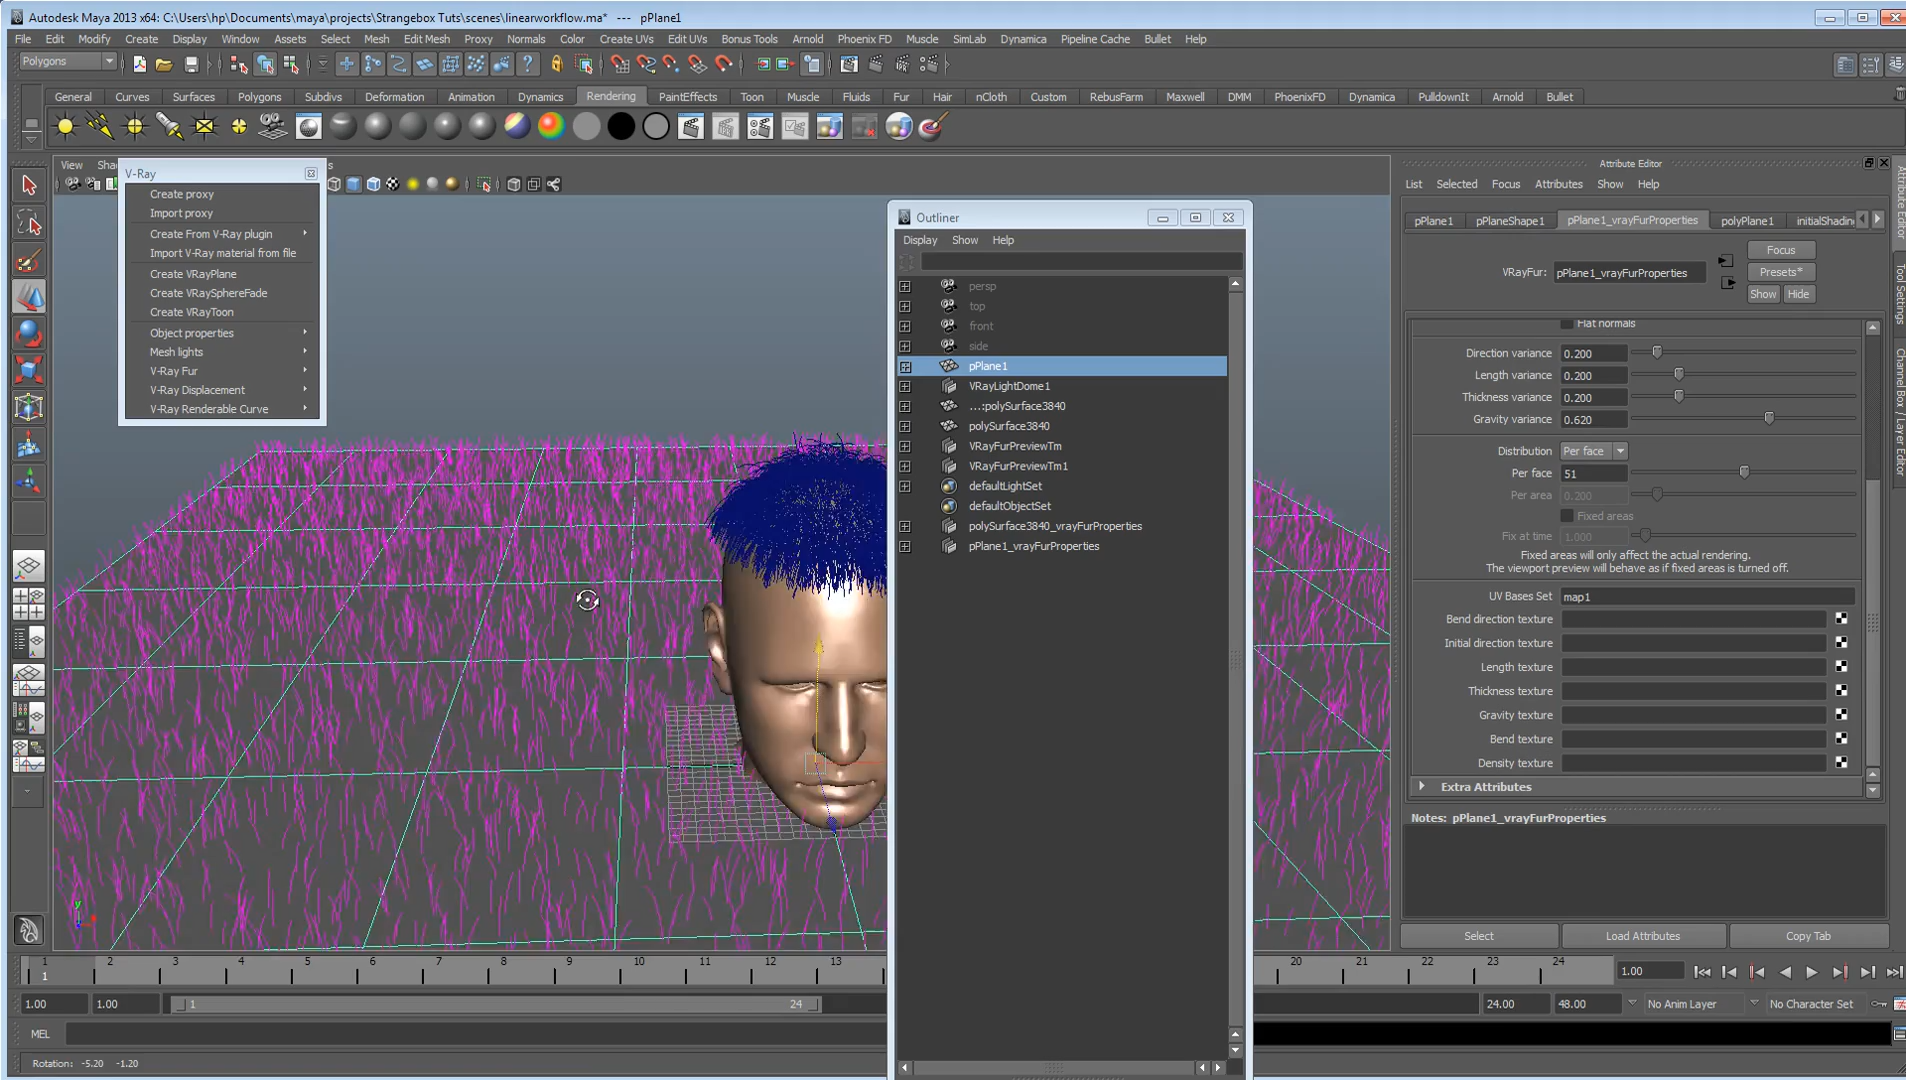 Autodesk Maya 2013 x64: C:\Users\hp\Documents\maya\projects\Strangebox Tuts\scenes\linearworkflow.ma* --- pPlane1
File Edit Modify Create Display Window Assets Select Mesh Edit Mesh Proxy Normals Color Create UVs Edit UVs Bonus Tools Arnold Phoenix FD Muscle SimLab Dynamica Pipeline Cache Bullet Help
Polygons
General Curves Surfaces Polygons Subdivs Deformation Animation Dynamics Rendering PaintEffects Toon Muscle Fluids Fur Hair nCloth Custom RebusFarm Maxwell DMM PhoenixFD Dynamica PulldownIt Arnold Bullet
View Sha s
V-Ray
Create proxy
Import proxy
Create From V-Ray plugin
Import V-Ray material from file
Create VRayPlane
Create VRaySphereFade
Create VRayToon
Object properties
Mesh lights
V-Ray Fur
V-Ray Displacement
V-Ray Renderable Curve
Outliner
Display Show Help
persp
top
front
side
pPlane1
VRayLightDome1
...:polySurface3840
polySurface3840
VRayFurPreviewTm
VRayFurPreviewTm1
defaultLightSet
defaultObjectSet
polySurface3840_vrayFurProperties
pPlane1_vrayFurProperties
Attribute Editor
List Selected Focus Attributes Show Help
pPlane1 pPlaneShape1 pPlane1_vrayFurProperties polyPlane1 initialShadin
Focus
VRayFur: pPlane1_vrayFurProperties Presets*
Show Hide
Flat normals
Direction variance 0.200
Length variance 0.200
Thickness variance 0.200
Gravity variance 0.620
Distribution Per face
Per face 51
Per area 0.200
Fixed areas
Fix at time 1.000
Fixed areas will only affect the actual rendering.
The viewport preview will behave as if fixed areas is turned off.
UV Bases Set map1
Bend direction texture
Initial direction texture
Length texture
Thickness texture
Gravity texture
Bend texture
Density texture
Extra Attributes
Notes: pPlane1_vrayFurProperties
Select Load Attributes Copy Tab
Attribute Editor
Tool Settings
Channel Box / Layer Editor
y
1 2 3 4 5 6 7 8 9 10 11 12 13 20 21 22 23 24
1 1.00
1.00 1.00 1 24 24.00 48.00 No Anim Layer No Character Set
MEL
Rotation: -5.20 -1.20